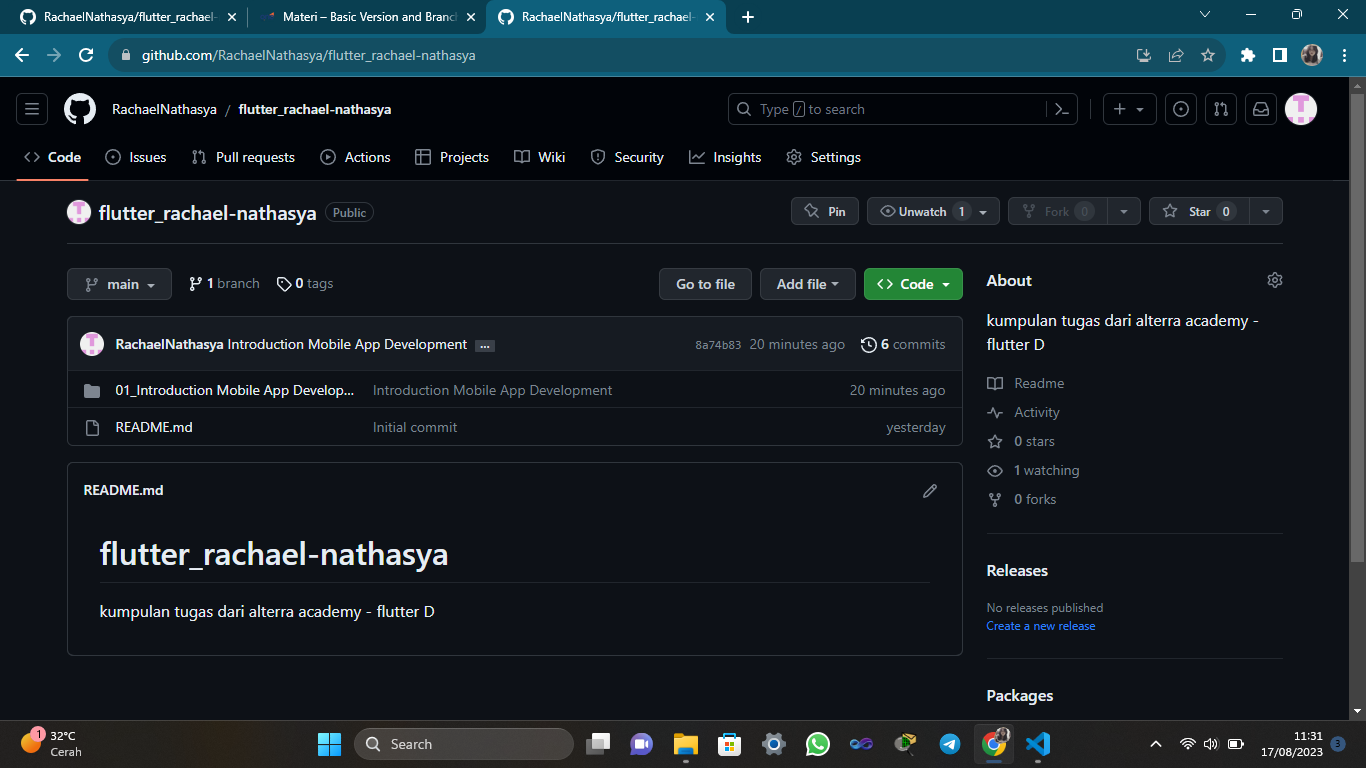 RachaelNathasya/flutter_rachael-
Materi – Basic Version and Branch
RachaelNathasya/flutter_rachael-
github.com/RachaelNathasya/flutter_rachael-nathasya
RachaelNathasya / flutter_rachael-nathasya
Type / to search
Code
Issues
Pull requests
Actions
Projects
Wiki
Security
Insights
Settings
flutter_rachael-nathasya Public
Pin
Unwatch 1
Fork 0
Star 0
main
1 branch
0 tags
Go to file
Add file
Code
RachaelNathasya Introduction Mobile App Development ...
8a74b83 20 minutes ago
6 commits
01_Introduction Mobile App Develop...
Introduction Mobile App Development
20 minutes ago
README.md
Initial commit
yesterday
README.md
flutter_rachael-nathasya
kumpulan tugas dari alterra academy - flutter D
About
kumpulan tugas dari alterra academy -
flutter D
Readme
Activity
0 stars
1 watching
0 forks
Releases
No releases published
Create a new release
Packages
1
32°C
Cerah
Search
11:31
17/08/2023
3